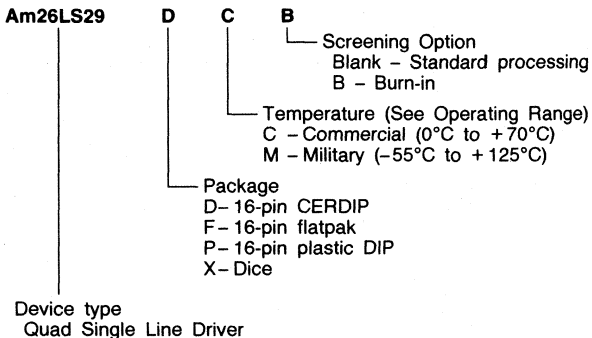 Am26LS29 D C B
Screening Option
Blank – Standard processing
B – Burn-in
Temperature (See Operating Range)
C – Commercial (0°C to +70°C)
M – Military (–55°C to +125°C)
Package
D– 16-pin CERDIP
F– 16-pin flatpak
P– 16-pin plastic DIP
X– Dice
Device type
Quad Single Line Driver